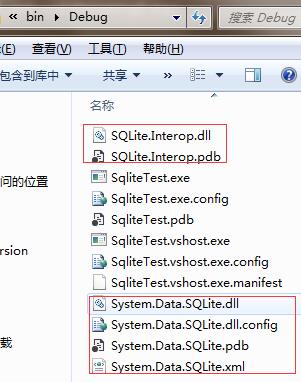 « bin ▸ Debug
搜索 Debug
(E) 查看(V) 工具(T) 帮助(H)
包含到库中 共享 »
名称
SQLite.Interop.dll
SQLite.Interop.pdb
SqliteTest.exe
问的位置
SqliteTest.exe.config
SqliteTest.pdb
SqliteTest.vshost.exe
ersion
SqliteTest.vshost.exe.config
SqliteTest.vshost.exe.manifest
System.Data.SQLite.dll
System.Data.SQLite.dll.config
载
System.Data.SQLite.pdb
System.Data.SQLite.xml